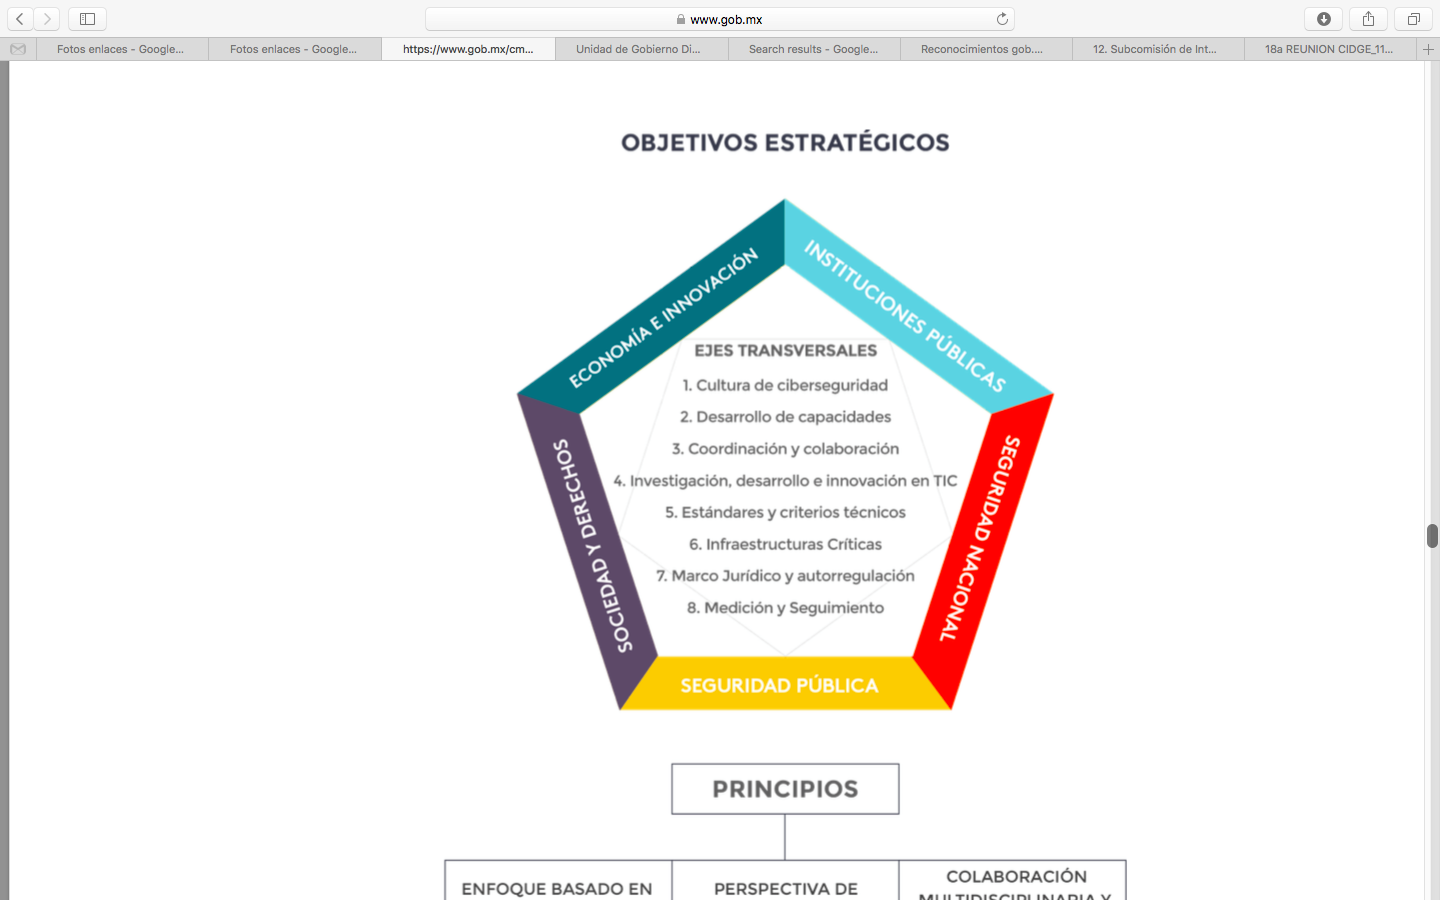 www.gob.mx
Fotos enlaces - Google...
Fotos enlaces - Google...
https://www.gob.mx/cm...
Unidad de Gobierno Di...
Search results - Google...
Reconocimientos gob....
12. Subcomisión de Int...
18a REUNION CIDGE_11...
OBJETIVOS ESTRATÉGICOS
ECONOMÍA E INNOVACIÓN
INSTITUCIONES PÚBLICAS
SEGURIDAD NACIONAL
SEGURIDAD PÚBLICA
SOCIEDAD Y DERECHOS
EJES TRANSVERSALES
1. Cultura de ciberseguridad
2. Desarrollo de capacidades
3. Coordinación y colaboración
4. Investigación, desarrollo e innovación en TIC
5. Estándares y criterios técnicos
6. Infraestructuras Críticas
7. Marco Jurídico y autorregulación
8. Medición y Seguimiento
PRINCIPIOS
ENFOQUE BASADO EN
PERSPECTIVA DE
COLABORACIÓN
MULTIDISCIPLINARIA Y